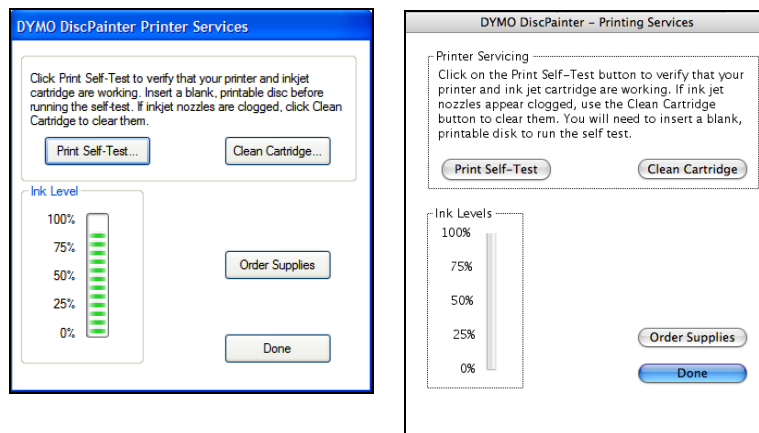 DYMO DiscPainter Printer Services
Click Print Self-Test to verify that your printer and inkjet
cartridge are working. Insert a blank, printable disc before
running the self-test. If inkjet nozzles are clogged, click Clean
Cartridge to clear them.
Print Self-Test...
Clean Cartridge...
Ink Level
100%
75%
50%
25%
0%
Order Supplies
Done
DYMO DiscPainter - Printing Services
Printer Servicing
Click on the Print Self-Test button to verify that your
printer and ink jet cartridge are working. If ink jet
nozzles appear clogged, use the Clean Cartridge
button to clear them. You will need to insert a blank,
printable disk to run the self test.
Print Self-Test
Clean Cartridge
Ink Levels
100%
75%
50%
25%
0%
Order Supplies
Done